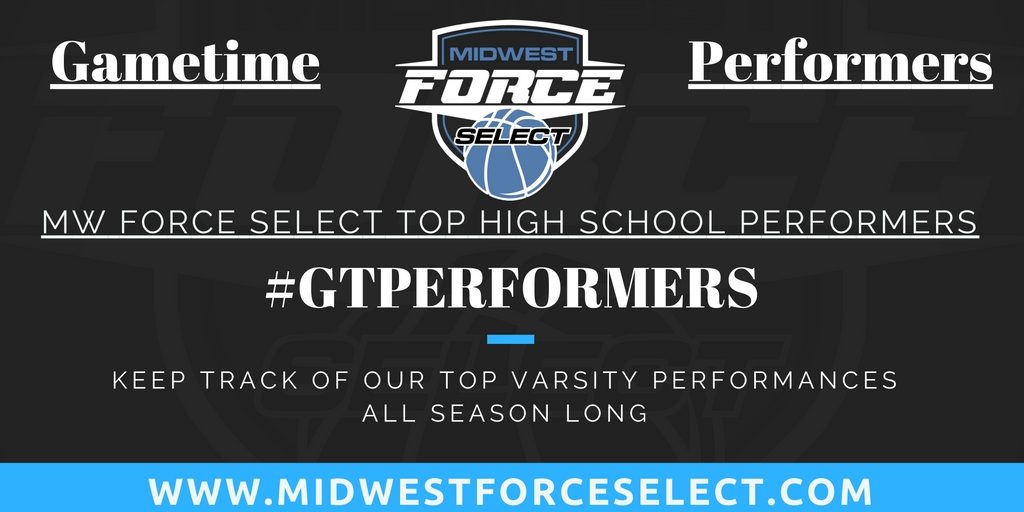 Gametime
MIDWEST
FORCE
SELECT
Performers
MW FORCE SELECT TOP HIGH SCHOOL PERFORMERS
#GTPERFORMERS
KEEP TRACK OF OUR TOP VARSITY PERFORMANCES
ALL SEASON LONG
WWW.MIDWESTFORCESELECT.COM